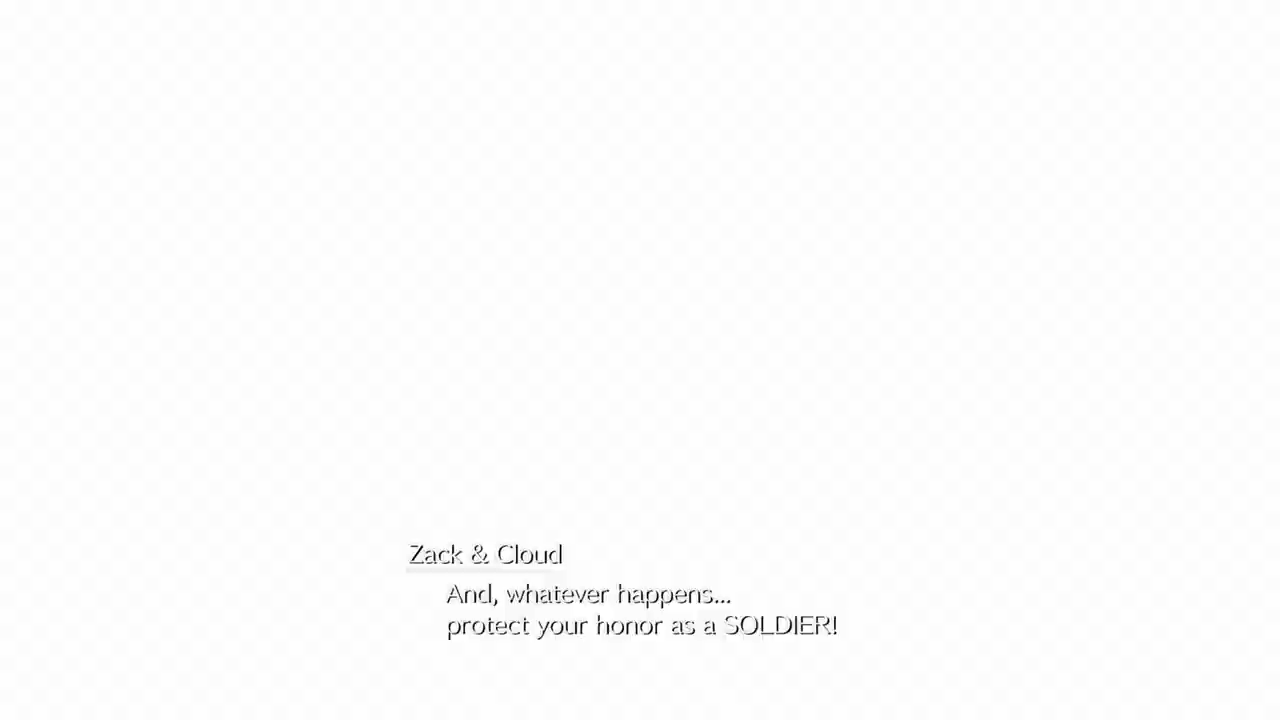 Zack & Cloud
And, whatever happens...
protect your honor as a SOLDIER!